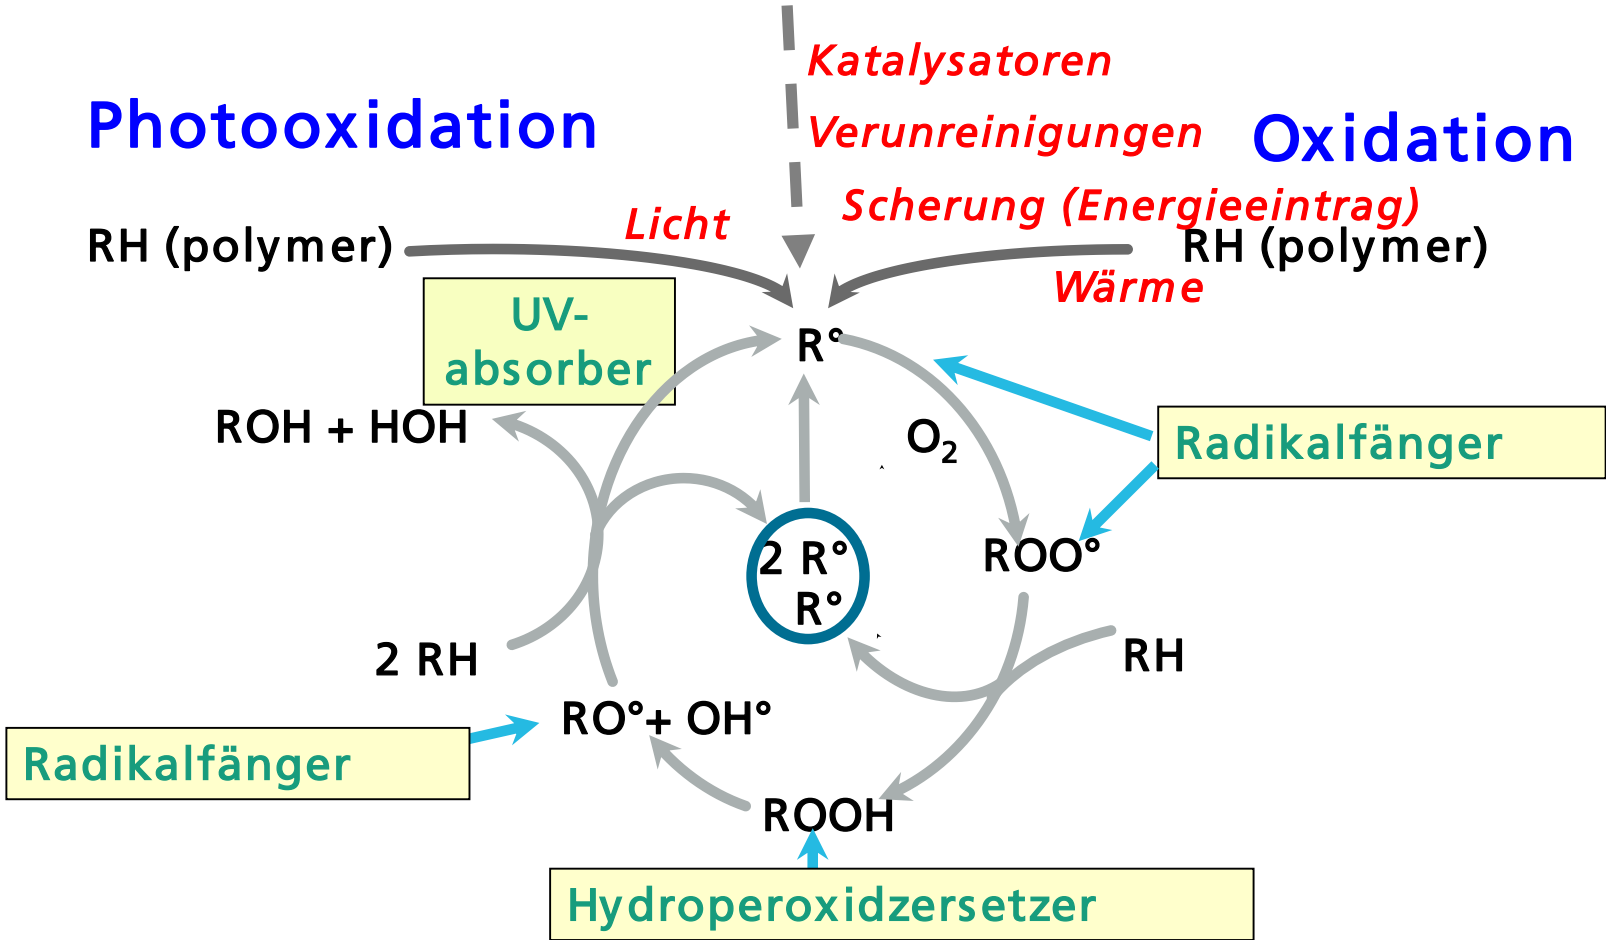 Katalysatoren
Photooxidation
Verunreinigungen
Oxidation
Scherung (Energieeintrag)
Licht
RH (polymer)
RH (polymer)
Wärme
UV-
absorber
R°
ROH + HOH
O₂
Radikalfänger
2 R°
R°
ROO°
2 RH
RH
RO°+ OH°
Radikalfänger
ROOH
Hydroperoxidzersetzer